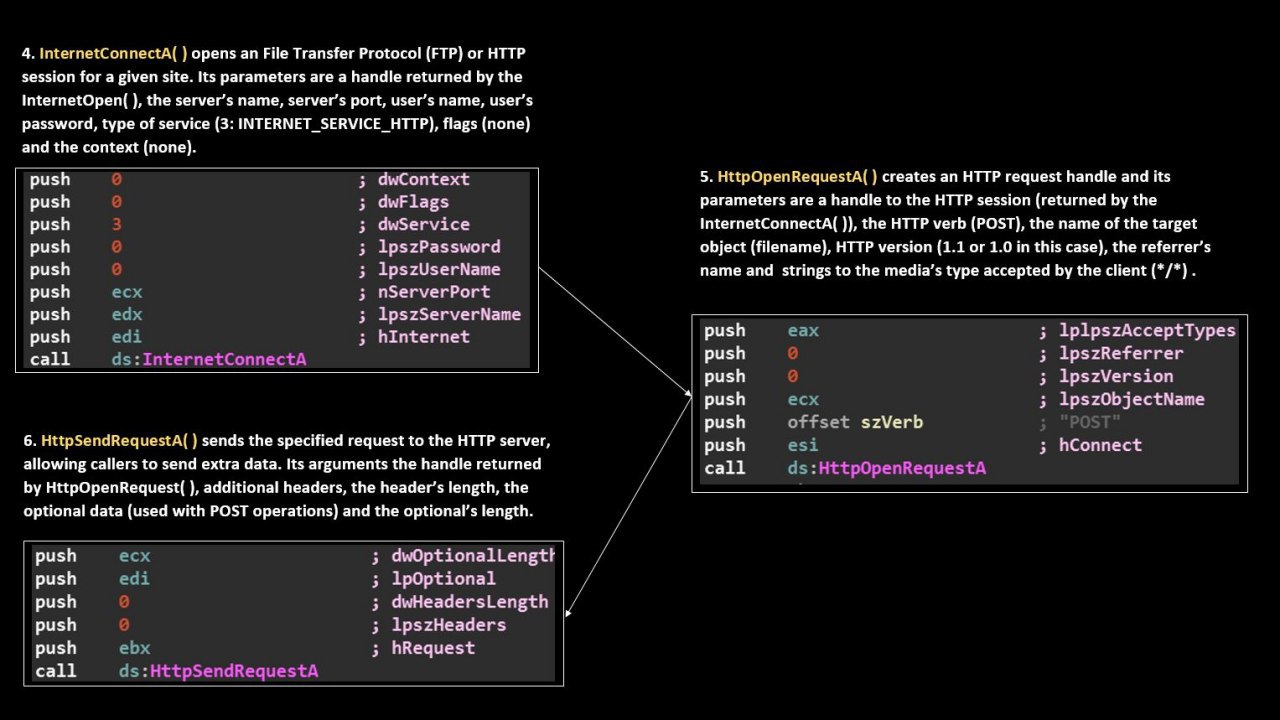 4. InternetConnectA( ) opens an File Transfer Protocol (FTP) or HTTP
session for a given site. Its parameters are a handle returned by the
InternetOpen( ), the server’s name, server’s port, user’s name, user’s
password, type of service (3: INTERNET_SERVICE_HTTP), flags (none)
and the context (none).
push 0 ; dwContext
push 0 ; dwFlags
push 3 ; dwService
push 0 ; lpszPassword
push 0 ; lpszUserName
push ecx ; nServerPort
push edx ; lpszServerName
push edi ; hInternet
call ds:InternetConnectA
5. HttpOpenRequestA( ) creates an HTTP request handle and its
parameters are a handle to the HTTP session (returned by the
InternetConnectA( )), the HTTP verb (POST), the name of the target
object (filename), HTTP version (1.1 or 1.0 in this case), the referrer’s
name and strings to the media’s type accepted by the client (*/*) .
push eax ; lplpszAcceptTypes
push 0 ; lpszReferrer
push 0 ; lpszVersion
push ecx ; lpszObjectName
push offset szVerb ; "POST"
push esi ; hConnect
call ds:HttpOpenRequestA
6. HttpSendRequestA( ) sends the specified request to the HTTP server,
allowing callers to send extra data. Its arguments the handle returned
by HttpOpenRequest( ), additional headers, the header’s length, the
optional data (used with POST operations) and the optional’s length.
push ecx ; dwOptionalLength
push edi ; lpOptional
push 0 ; dwHeadersLength
push 0 ; lpszHeaders
push ebx ; hRequest
call ds:HttpSendRequestA